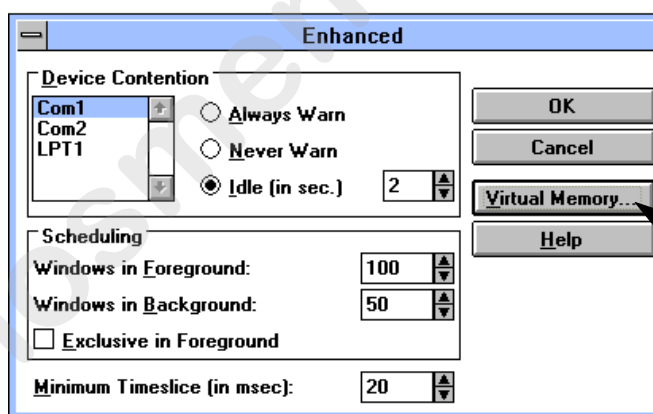 Enhanced
Device Contention
Com1
Com2
LPT1
Always Warn
Never Warn
Idle (in sec.)
2
OK
Cancel
Virtual Memory...
Help
Scheduling
Windows in Foreground:
100
Windows in Background:
50
Exclusive in Foreground
Minimum Timeslice (in msec):
20